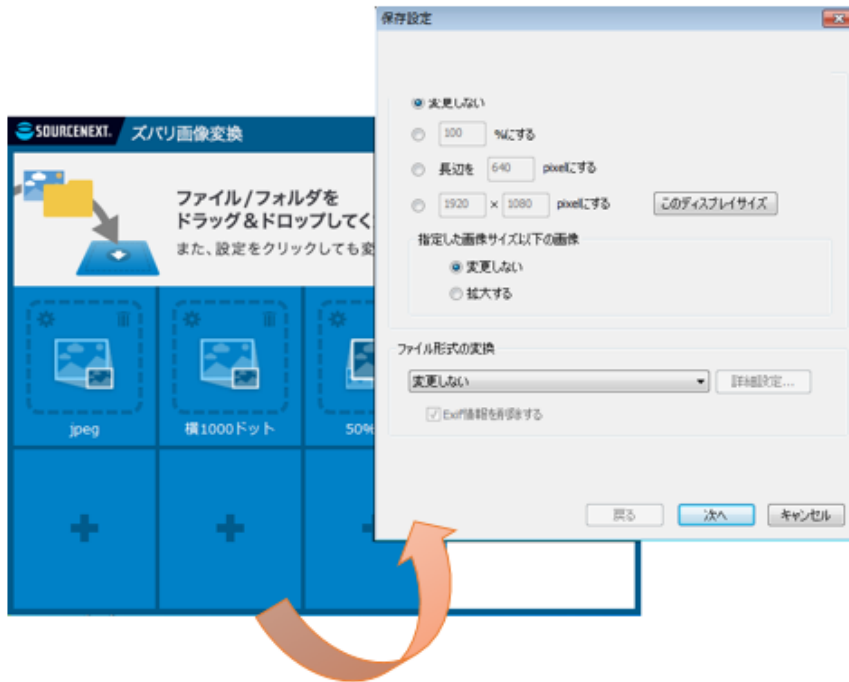 保存設定
変更しない
100 %にする
長辺を 640 pixelにする
1920 × 1080 pixelにする このディスプレイサイズ
指定した画像サイズ以下の画像
変更しない
拡大する
ファイル形式の変換
変更しない 詳細設定...
Exif情報を削除する
戻る 次へ キャンセル
SOURCENEXT. ズバリ画像変換
ファイル/フォルダを
ドラッグ&ドロップしてく
また、設定をクリックしても変
jpeg 横1000ドット 50%